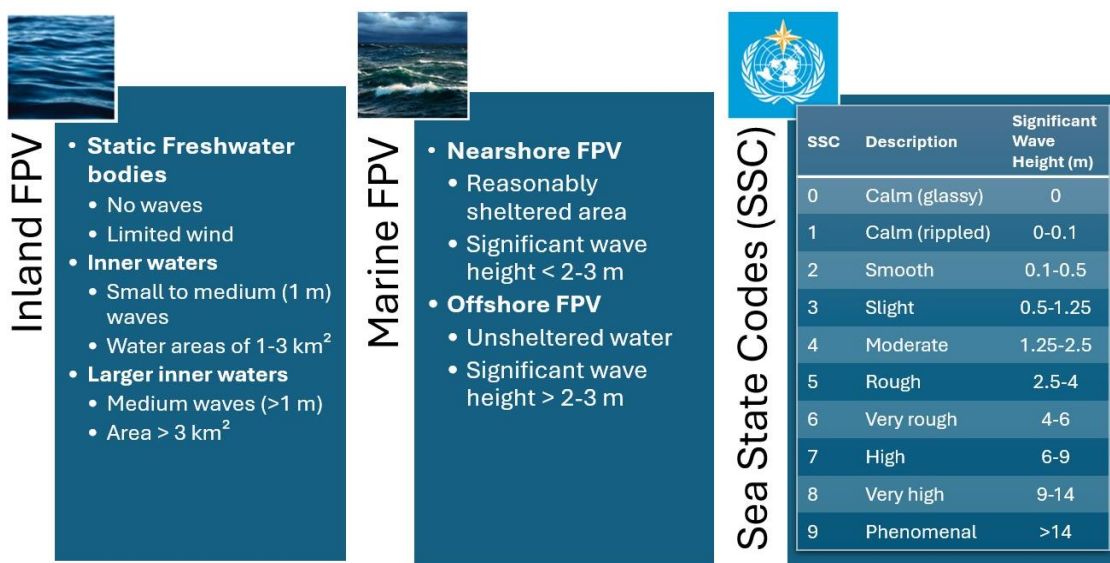 Inland FPV
• Static Freshwater
bodies
• No waves
• Limited wind
• Inner waters
• Small to medium (1 m)
waves
• Water areas of 1-3 km²
• Larger inner waters
• Medium waves (>1 m)
• Area > 3 km²
Marine FPV
• Nearshore FPV
• Reasonably
sheltered area
• Significant wave
height < 2-3 m
• Offshore FPV
• Unsheltered water
• Significant wave
height > 2-3 m
Sea State Codes (SSC)
SSC Description Significant
Wave
Height (m)
0 Calm (glassy) 0
1 Calm (rippled) 0-0.1
2 Smooth 0.1-0.5
3 Slight 0.5-1.25
4 Moderate 1.25-2.5
5 Rough 2.5-4
6 Very rough 4-6
7 High 6-9
8 Very high 9-14
9 Phenomenal >14